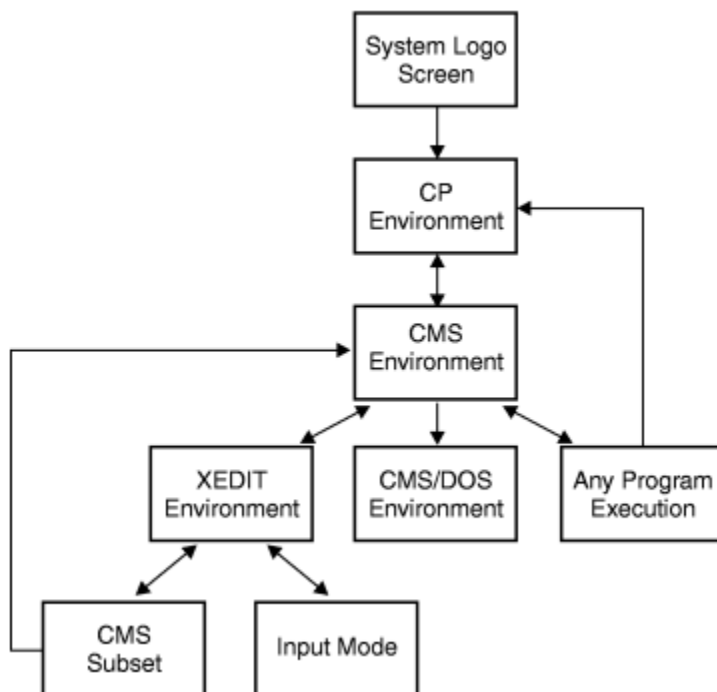 System Logo
Screen
CP
Environment
CMS
Environment
XEDIT
Environment
CMS/DOS
Environment
Any Program
Execution
CMS
Subset
Input Mode